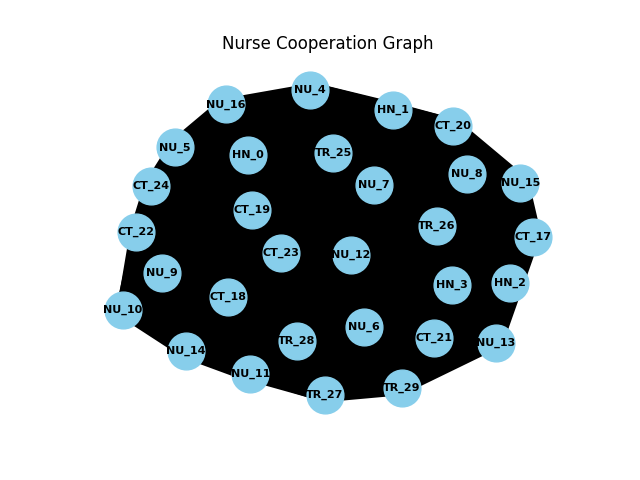 Nurse Cooperation Graph
NU_4
NU_16
HN_1
CT_20
NU_5
HN_0
TR_25
NU_8
NU_15
CT_24
NU_7
CT_19
TR_26
CT_22
CT_17
CT_23
NU_12
NU_9
HN_3
HN_2
CT_18
NU_10
NU_6
TR_28
CT_21
NU_13
NU_14
NU_11
TR_27
TR_29